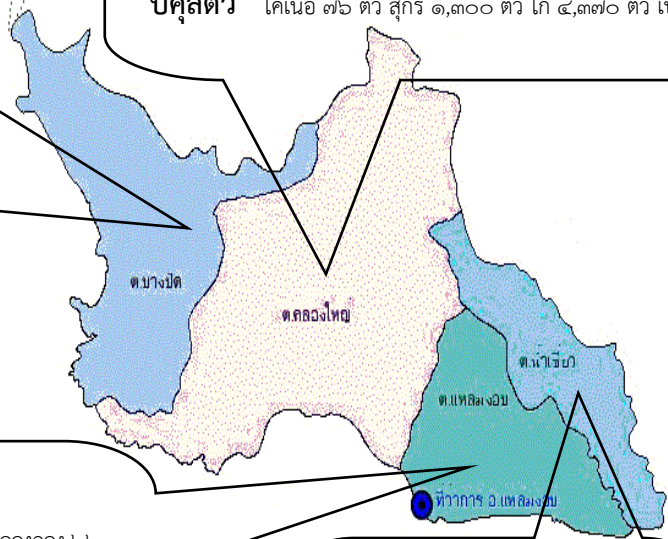 ปศุสัตว์ โคเนื้อ ๗๖ ตัว สุกร ๑,๓๐๐ ตัว ไก่ ๔,๓๗๐ ตัว
ต.บางปิด
ต.คลองใหญ่
ต.น้ำเชี่ยว
ต.แหลมงอบ
ที่ว่าการ อ.แหลมงอบ